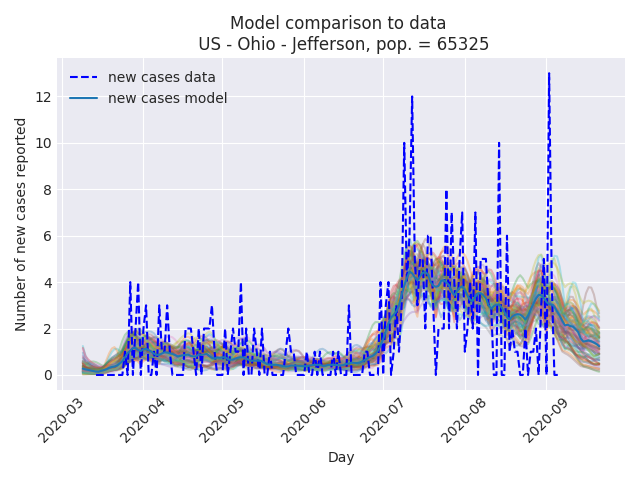 Model comparison to data
US - Ohio - Jefferson, pop. = 65325
new cases data
new cases model
Number of new cases reported
12
10
8
6
4
2
0
2020-03
2020-04
2020-05
2020-06
2020-07
2020-08
2020-09
Day